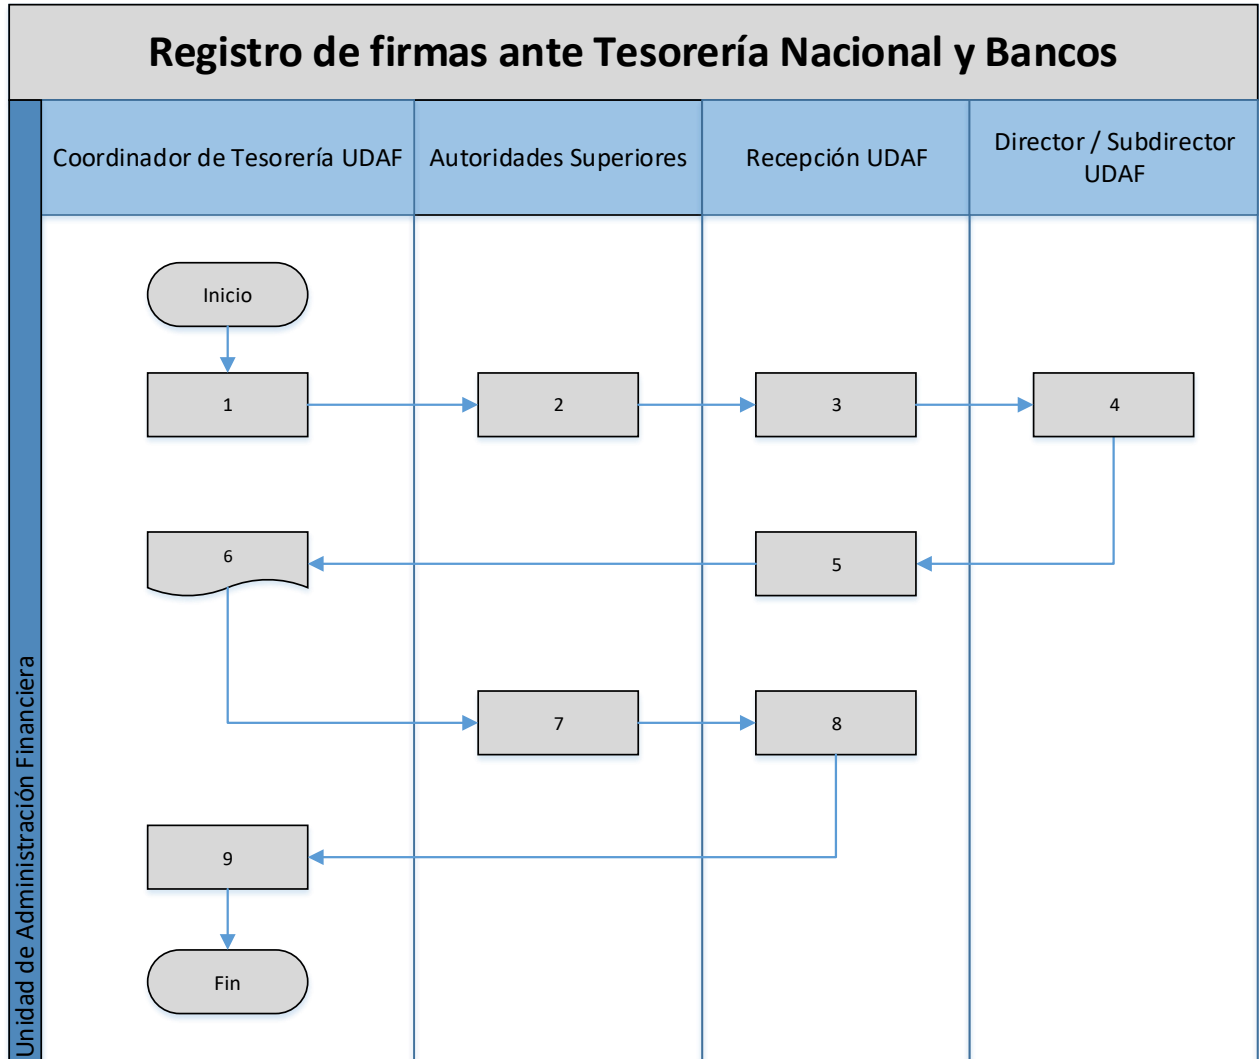 Registro de firmas ante Tesorería Nacional y Bancos
Coordinador de Tesorería UDAF
Autoridades Superiores
Recepción UDAF
Director / Subdirector
UDAF
Unidad de Administración Financiera
Inicio
1
2
3
4
6
5
7
8
9
Fin